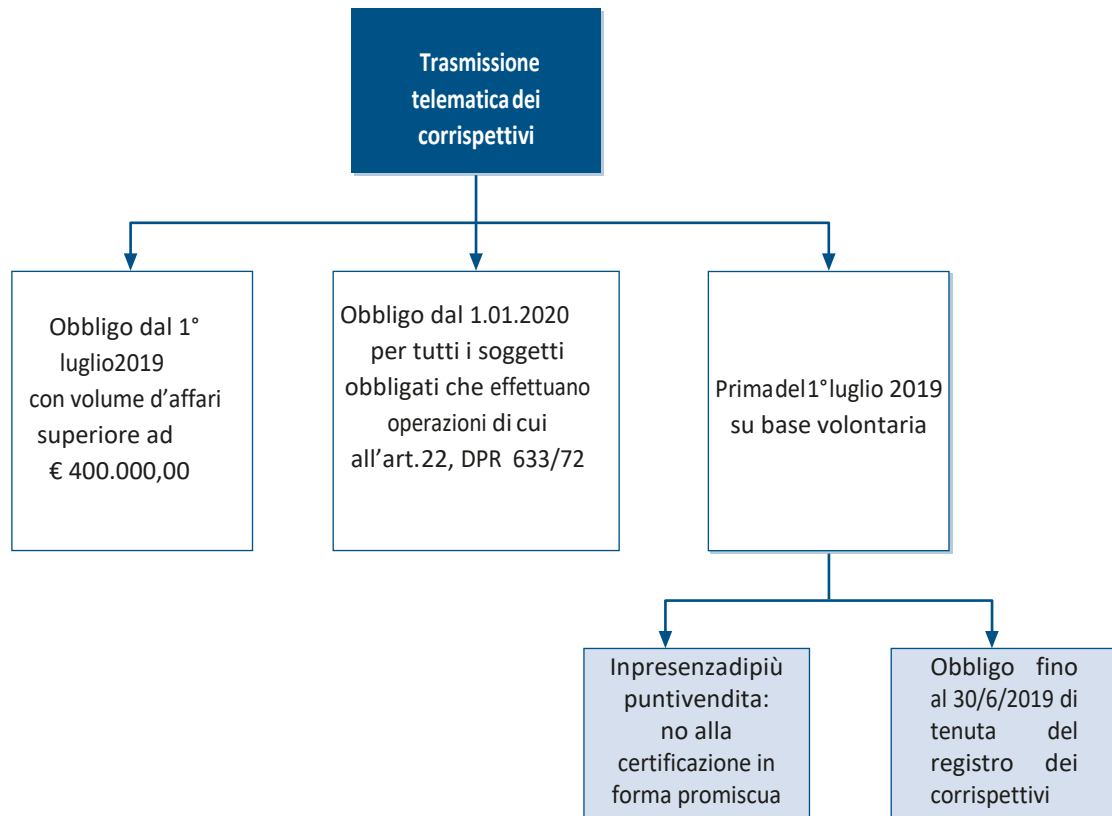 Trasmissione
telematica dei
corrispettivi
Obbligo dal 1°
luglio2019
con volume d’affari
superiore ad
€ 400.000,00
Obbligo dal 1.01.2020
per tutti i soggetti
obbligati che effettuano
operazioni di cui
all’art.22, DPR 633/72
Primadel1°luglio 2019
su base volontaria
Inpresenzadipiù
puntivendita:
no alla
certificazione in
forma promiscua
Obbligo fino
al 30/6/2019 di
tenuta del
registro dei
corrispettivi